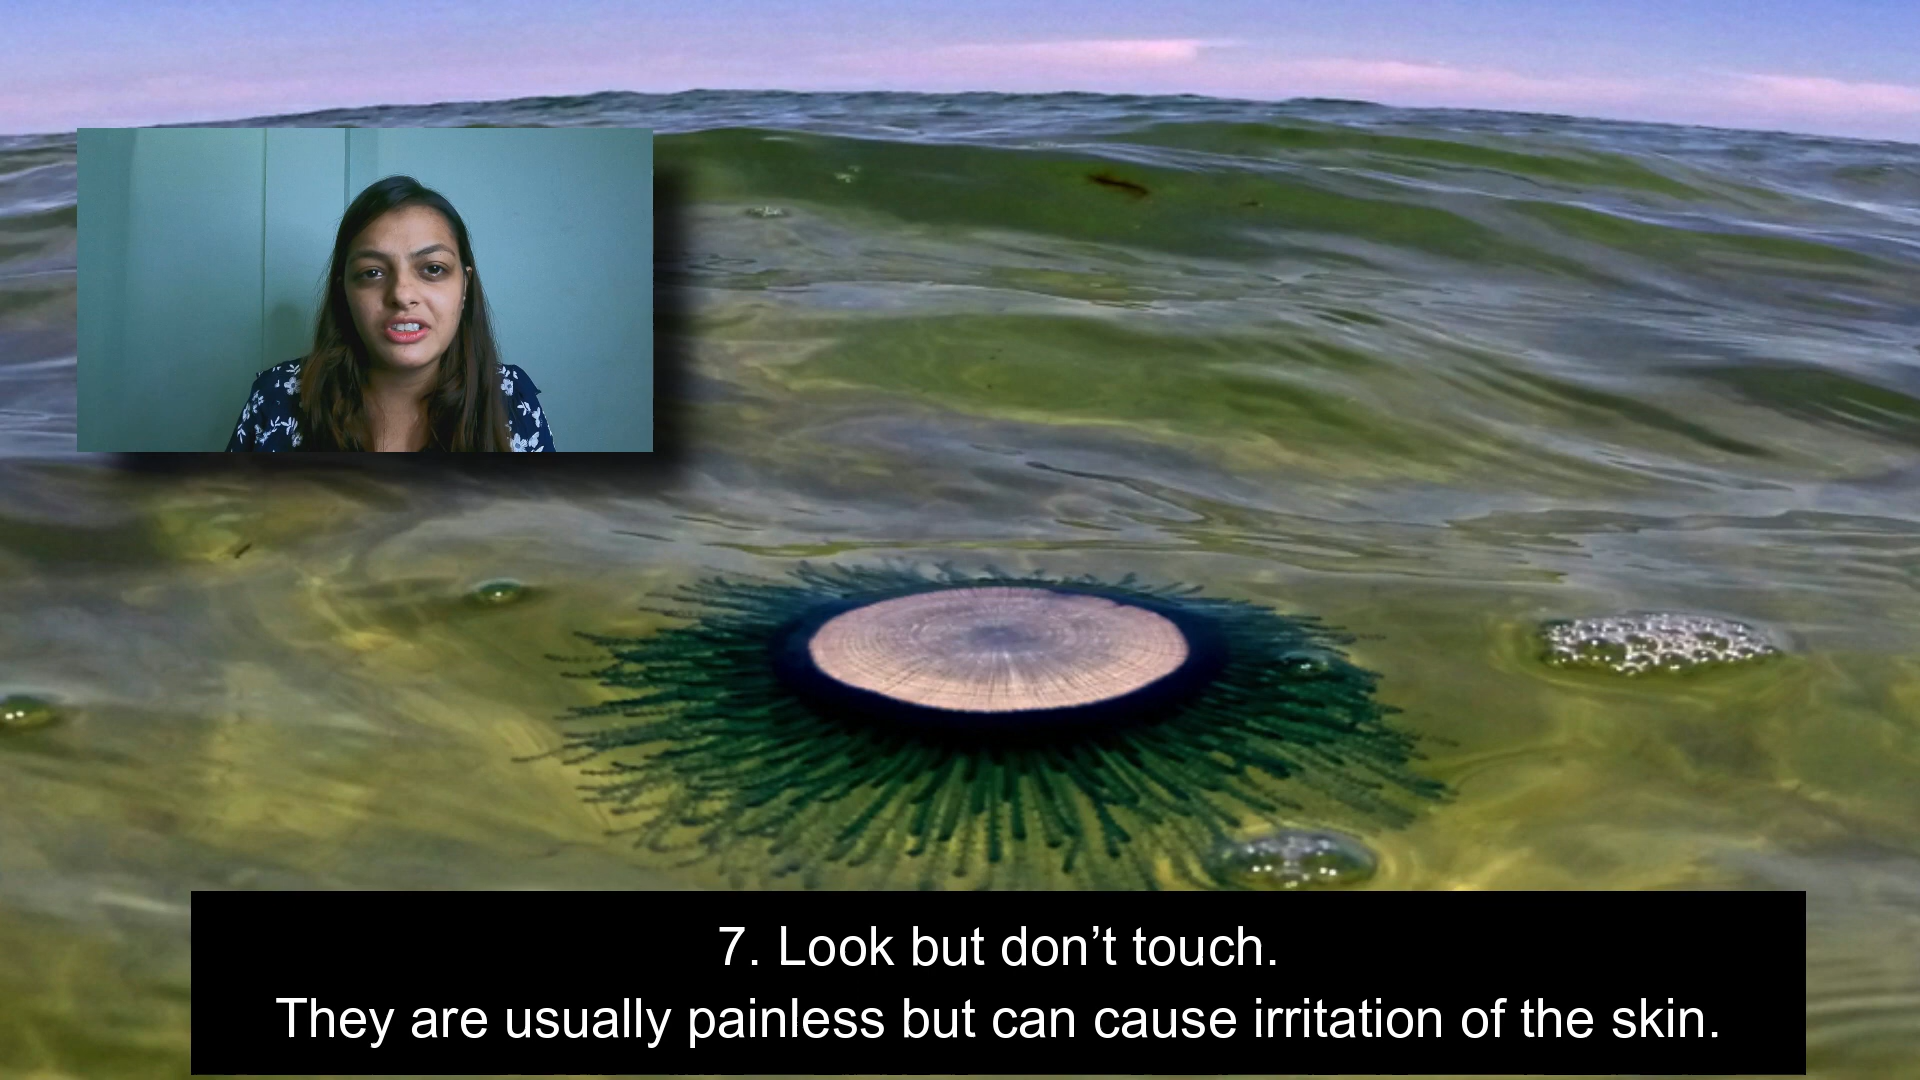 7. Look but don’t touch.
They are usually painless but can cause irritation of the skin.